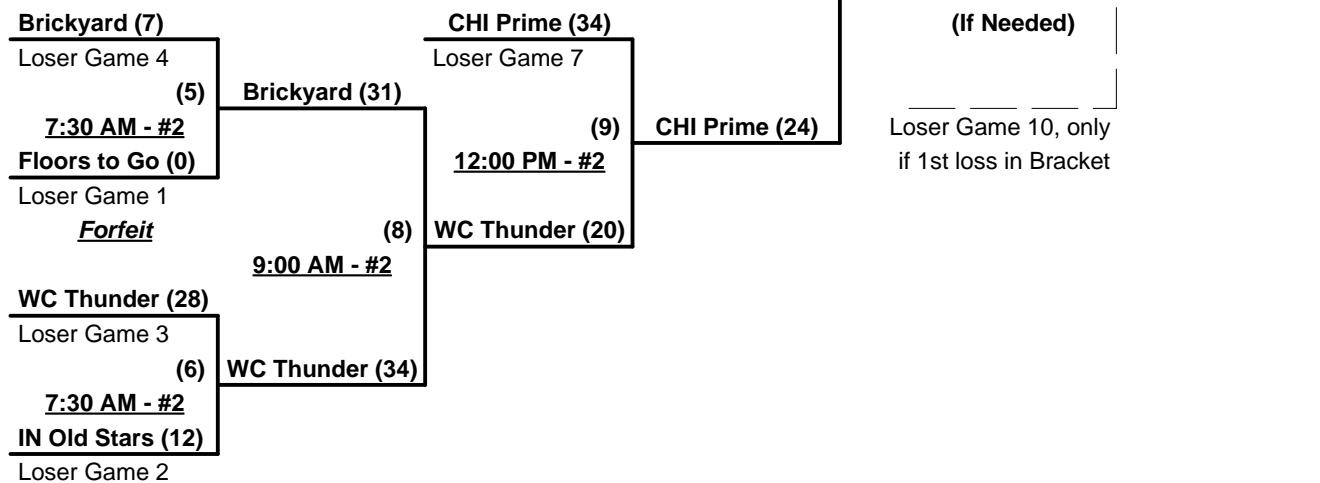 Brickyard (7)
CHI Prime (34)
(If Needed)
Loser Game 4
Loser Game 7
(5)
Brickyard (31)
7:30 AM - #2
(9)
CHI Prime (24)
Loser Game 10, only
Floors to Go (0)
12:00 PM - #2
if 1st loss in Bracket
Loser Game 1
Forfeit
(8)
WC Thunder (20)
9:00 AM - #2
WC Thunder (28)
Loser Game 3
(6)
WC Thunder (34)
7:30 AM - #2
IN Old Stars (12)
Loser Game 2